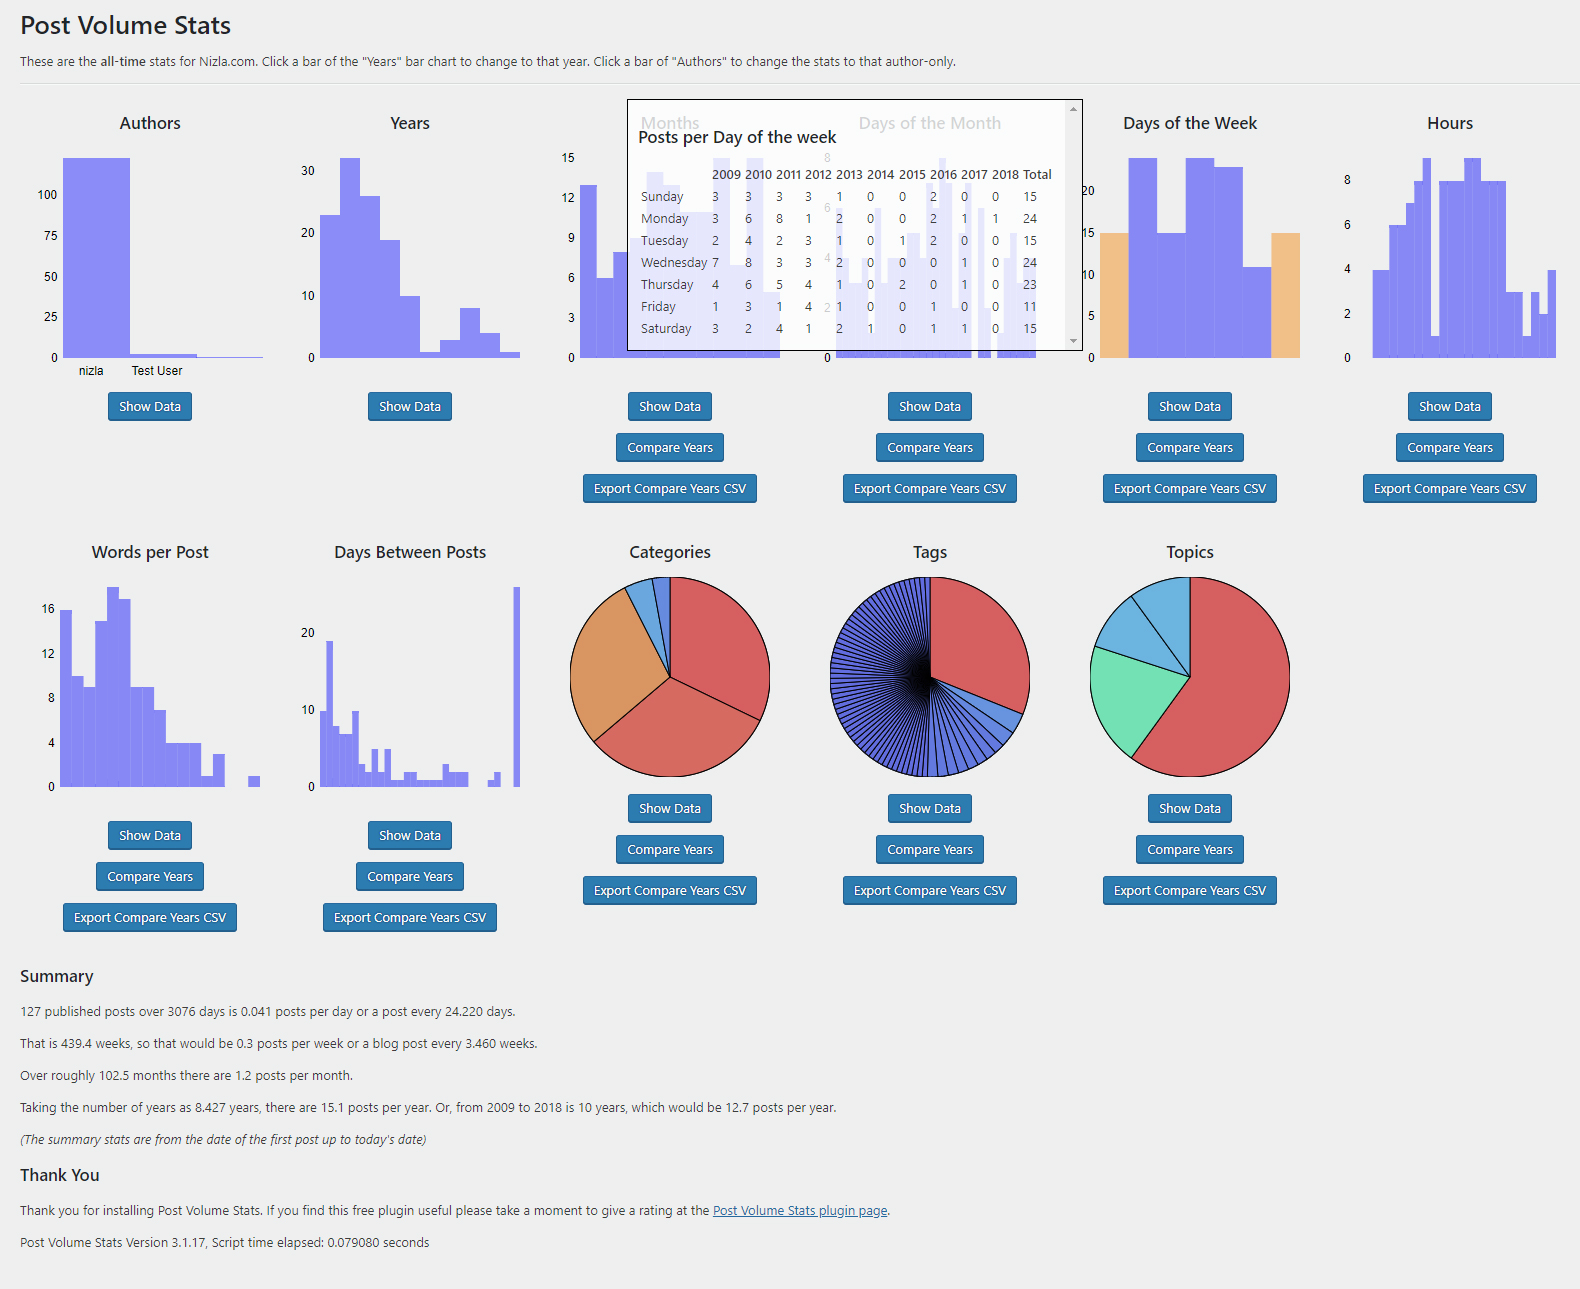 Post Volume Stats
These are the all-time stats for Nizla.com. Click a bar of the "Years" bar chart to change to that year. Click a bar of "Authors" to change the stats to that author-only.
Authors
100
75
50
25
0
nizla Test User
Show Data
Years
30
20
10
0
Show Data
Months
15
12
9
6
3
0
Show Data
Compare Years
Export Compare Years CSV
Days of the Month
8
6
4
2
0
Show Data
Compare Years
Export Compare Years CSV
Posts per Day of the week
2009 2010 2011 2012 2013 2014 2015 2016 2017 2018 Total
Sunday 3 3 3 3 1 0 0 2 0 0 15
Monday 3 6 8 1 2 0 0 2 1 1 24
Tuesday 2 4 2 3 1 0 1 2 0 0 15
Wednesday 7 8 3 3 2 0 0 0 1 0 24
Thursday 4 6 5 4 1 0 2 0 1 0 23
Friday 1 3 1 4 1 0 0 1 0 0 11
Saturday 3 2 4 1 2 1 0 1 1 0 15
Days of the Week
20
15
10
5
0
Show Data
Compare Years
Export Compare Years CSV
Hours
8
6
4
2
0
Show Data
Compare Years
Export Compare Years CSV
Words per Post
16
12
8
4
0
Show Data
Compare Years
Export Compare Years CSV
Days Between Posts
20
10
0
Show Data
Compare Years
Export Compare Years CSV
Categories
Show Data
Compare Years
Export Compare Years CSV
Tags
Show Data
Compare Years
Export Compare Years CSV
Topics
Show Data
Compare Years
Export Compare Years CSV
Summary
127 published posts over 3076 days is 0.041 posts per day or a post every 24.220 days.
That is 439.4 weeks, so that would be 0.3 posts per week or a blog post every 3.460 weeks.
Over roughly 102.5 months there are 1.2 posts per month.
Taking the number of years as 8.427 years, there are 15.1 posts per year. Or, from 2009 to 2018 is 10 years, which would be 12.7 posts per year.
(The summary stats are from the date of the first post up to today's date)
Thank You
Thank you for installing Post Volume Stats. If you find this free plugin useful please take a moment to give a rating at the Post Volume Stats plugin page.
Post Volume Stats Version 3.1.17, Script time elapsed: 0.079080 seconds